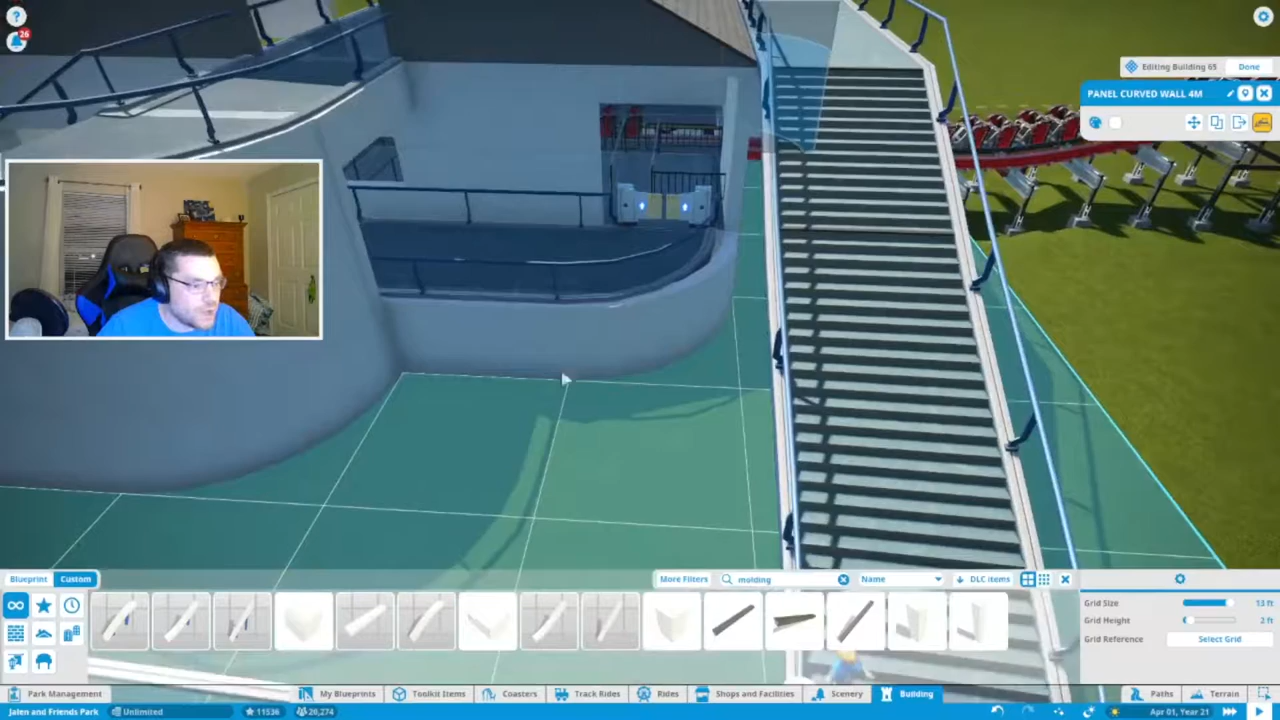 26
Editing Building 65
Done
PANEL CURVED WALL 4M
Blueprint
Custom
More Filters
molding
Name
DLC items
Grid Size
13 ft
Grid Height
2 ft
Grid Reference
Select Grid
Park Management
My Blueprints
Toolkit Items
Coasters
Track Rides
Rides
Shops and Facilities
Scenery
Building
Paths
Terrain
Jalen and Friends Park
Unlimited
11536
20,274
Apr 01, Year 21